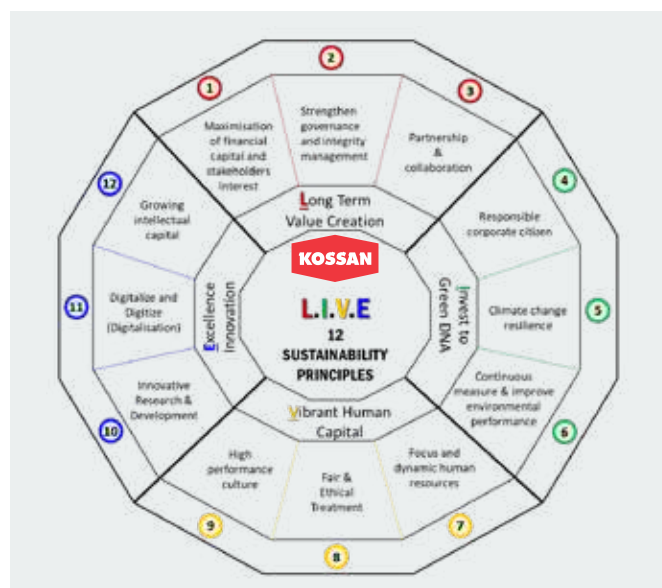 1
Maximisation
of financial
capital and
stakeholders
interest
2
Strengthen
governance
and integrity
management
3
Partnership
&
collaboration
4
Responsible
corporate citizen
5
Climate change
resilience
6
Continuous
measure & improve
environmental
performance
7
Focus and
dynamic human
resources
8
Fair &
Ethical
Treatment
9
High
performance
culture
10
Innovative
Research &
Development
11
Digitalize and
Digitize
(Digitalisation)
12
Growing
intellectual
capital
Long Term
Value Creation
Invest to
Green DNA
Vibrant Human
Capital
Excellence
Innovation
KOSSAN
L.I.V.E
12
SUSTAINABILITY
PRINCIPLES